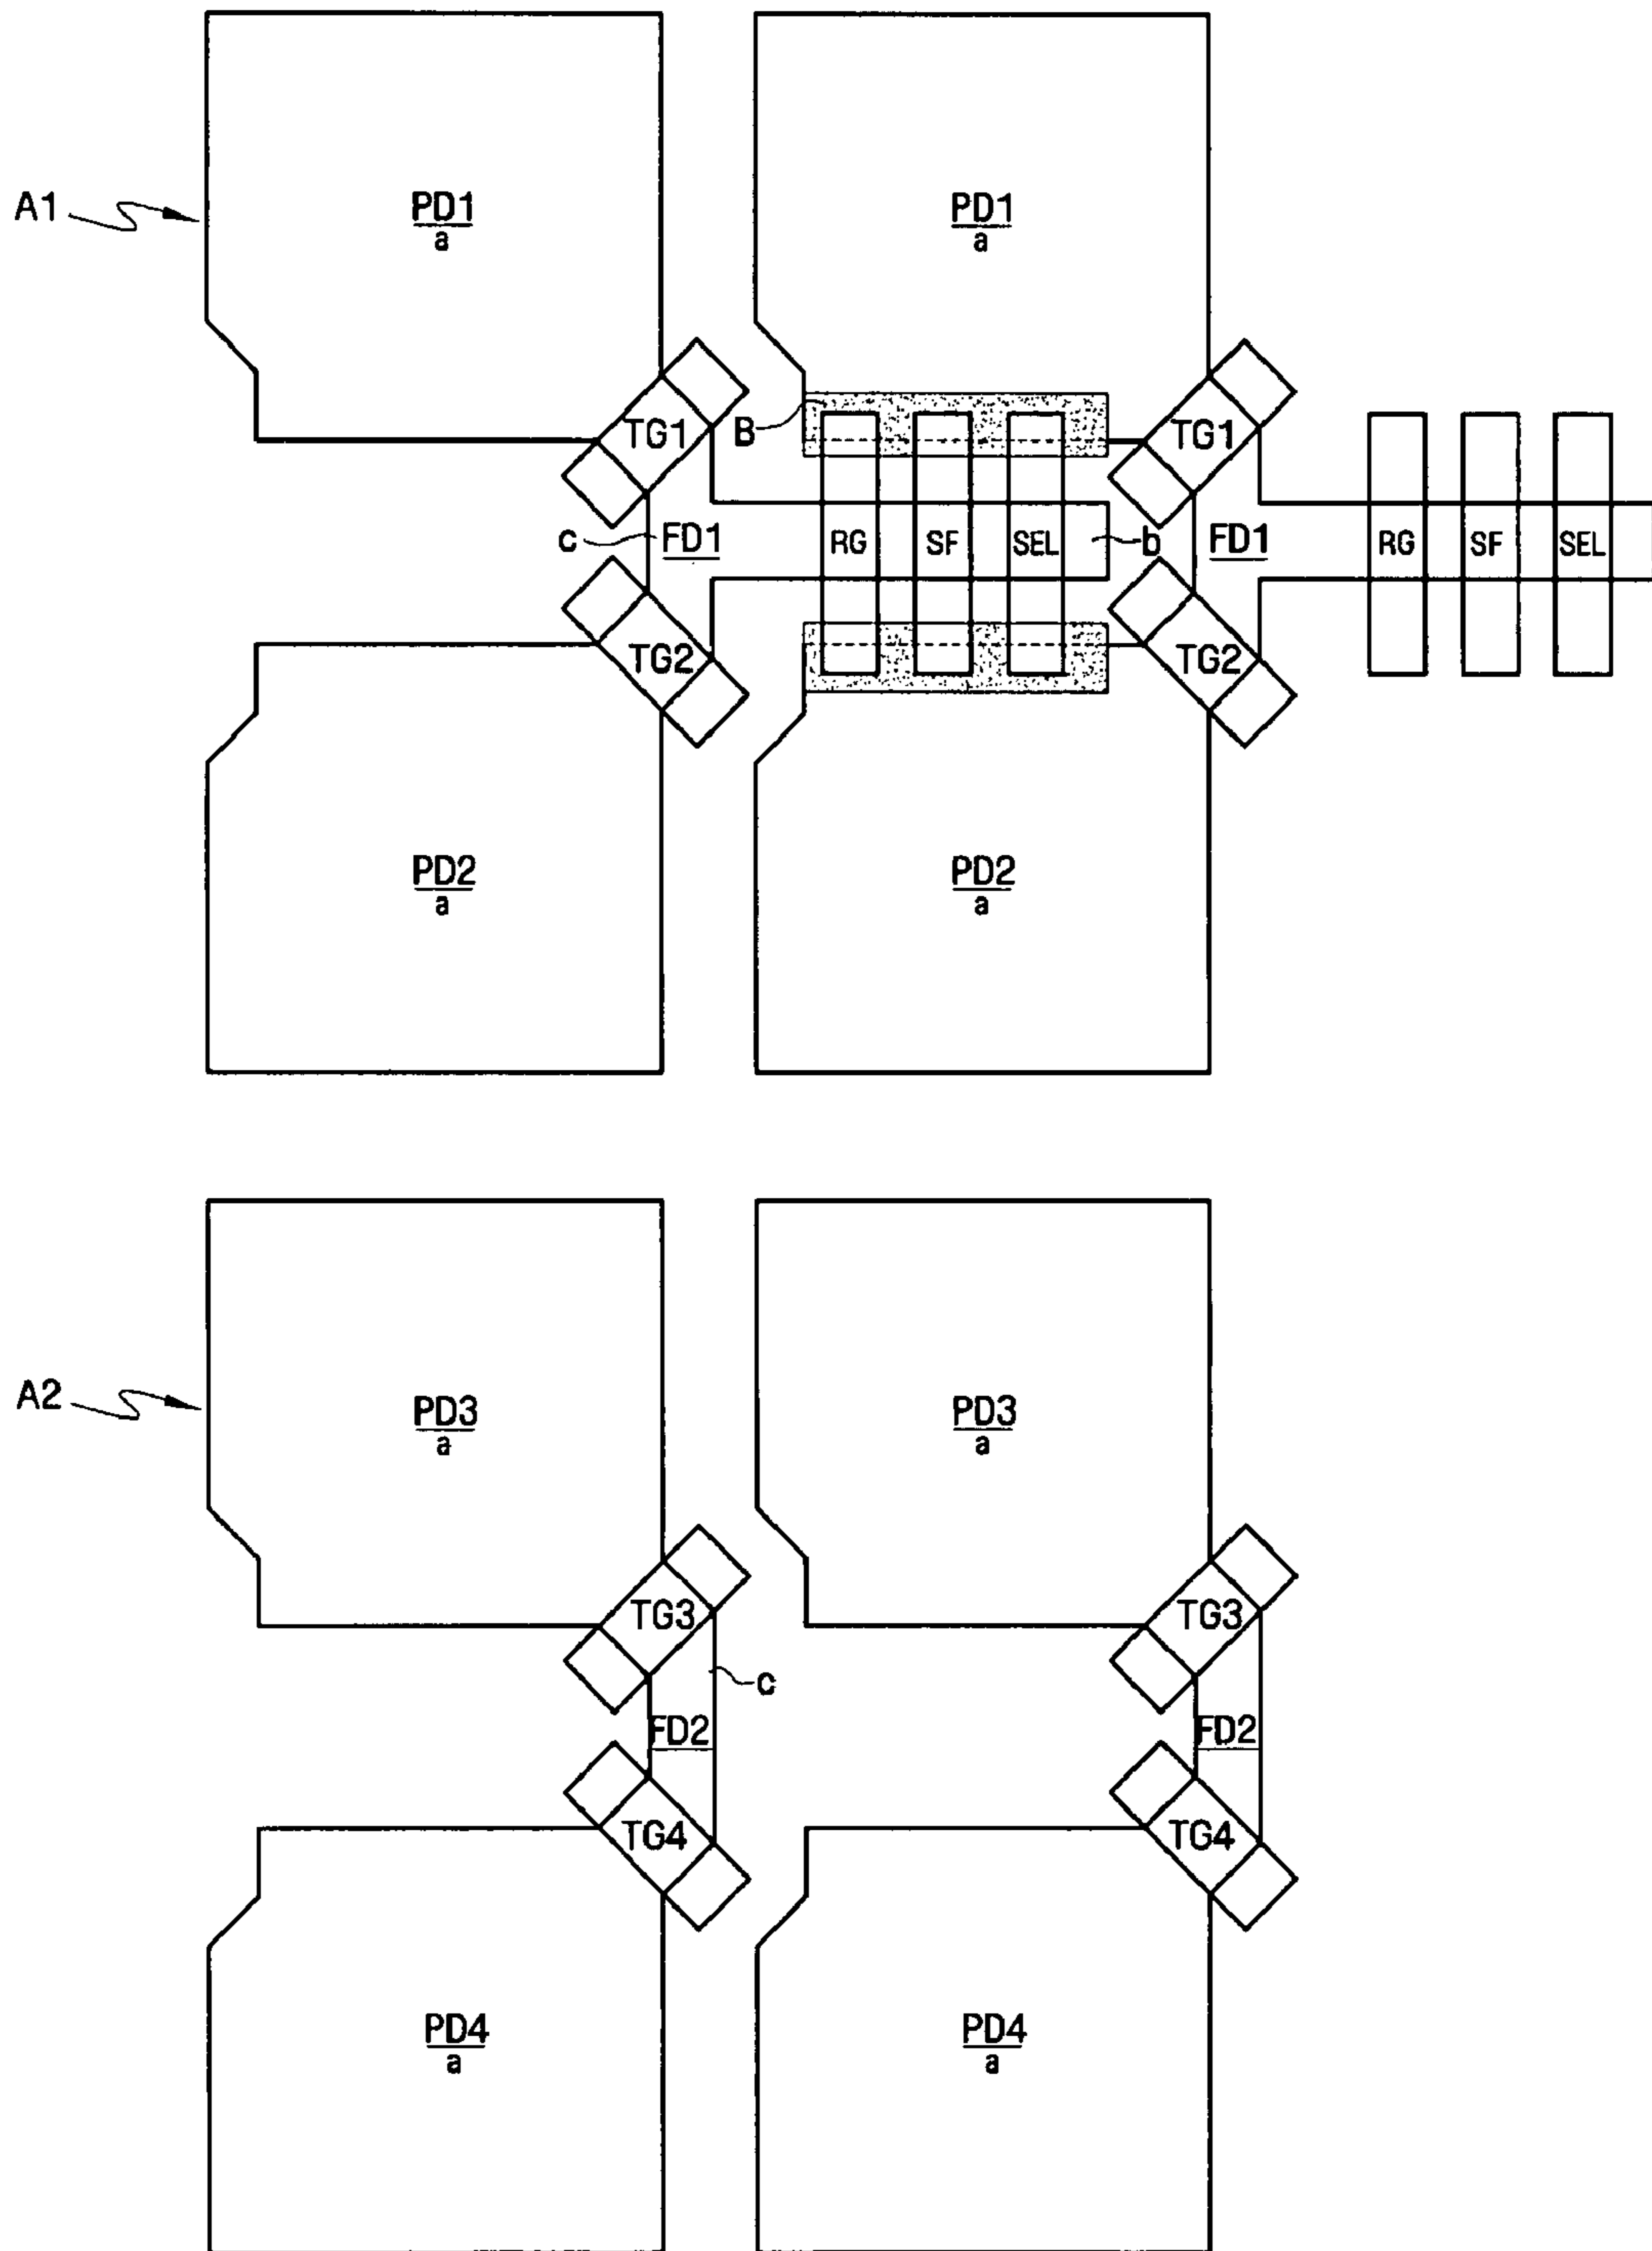 A1
PD1
a
PD1
a
TG1
B
TG1
c
FD1
RG
SF
SEL
b
FD1
RG
SF
SEL
TG2
TG2
PD2
a
PD2
a
A2
PD3
a
PD3
a
TG3
TG3
c
FD2
FD2
TG4
TG4
PD4
a
PD4
a